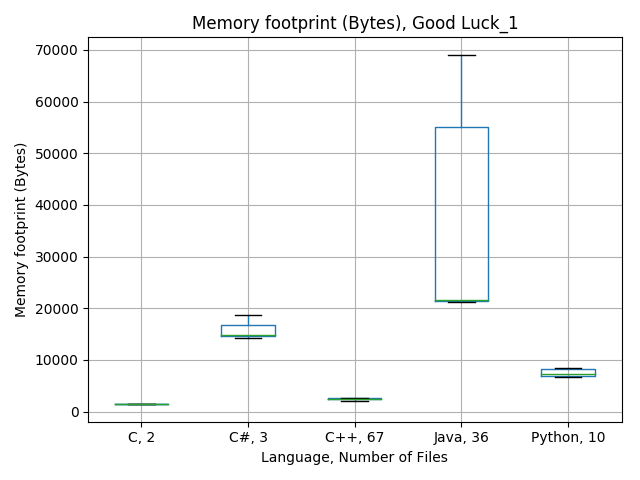 Memory footprint (Bytes), Good Luck_1
70000
60000
50000
40000
30000
20000
10000
0
Memory footprint (Bytes)
C, 2
C#, 3
C++, 67
Java, 36
Python, 10
Language, Number of Files